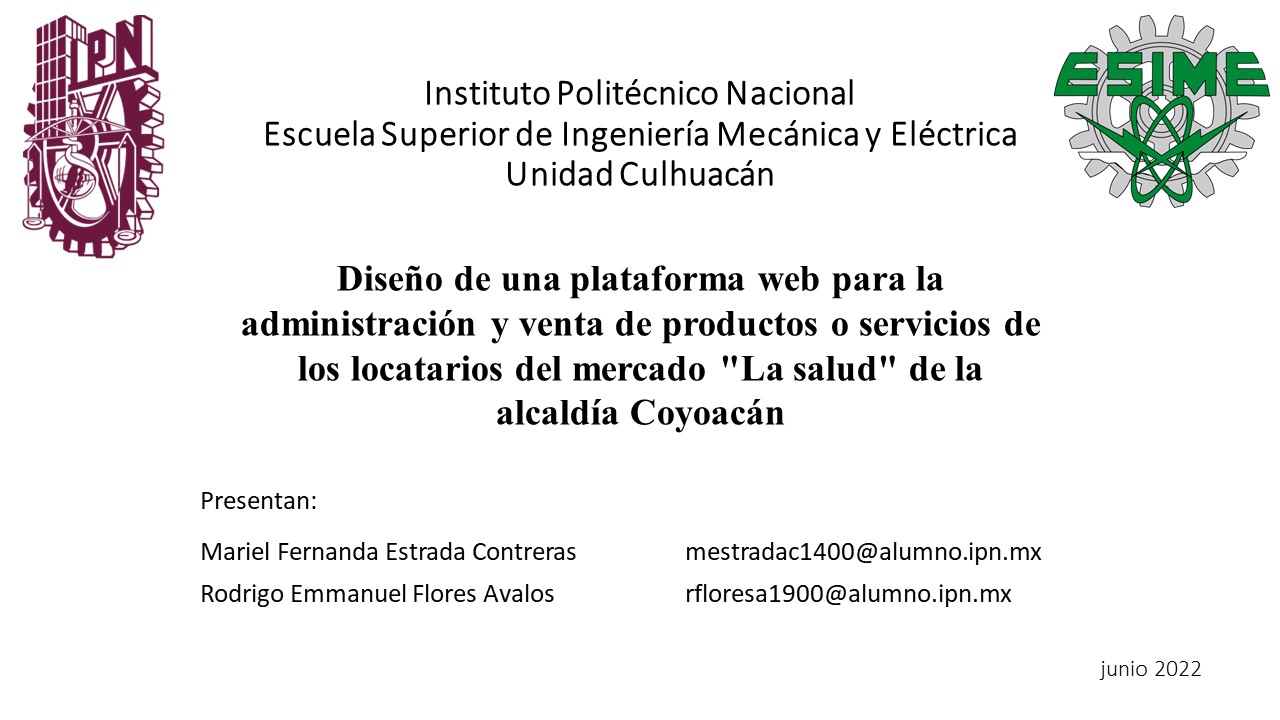 IPN
ESIME
Instituto Politécnico Nacional
Escuela Superior de Ingeniería Mecánica y Eléctrica
Unidad Culhuacán
Diseño de una plataforma web para la
administración y venta de productos o servicios de
los locatarios del mercado "La salud" de la
alcaldía Coyoacán
Presentan:
Mariel Fernanda Estrada Contreras mestradac1400@alumno.ipn.mx
Rodrigo Emmanuel Flores Avalos rfloresa1900@alumno.ipn.mx
junio 2022